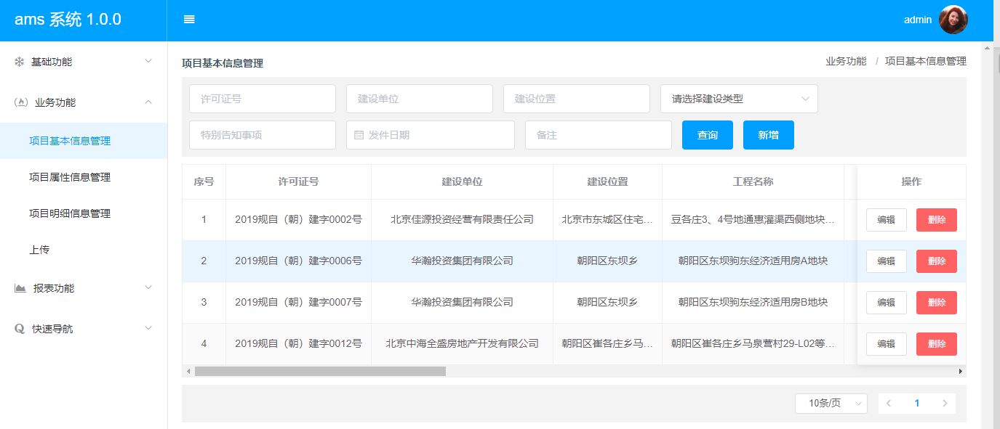 ams 系统 1.0.0
admin
基础功能
业务功能
项目基本信息管理
项目属性信息管理
项目明细信息管理
上传
报表功能
快速导航
项目基本信息管理
业务功能 / 项目基本信息管理
许可证号 建设单位 建设位置 请选择建设类型
特别告知事项 发件日期 备注 查询 新增
序号 许可证号 建设单位 建设位置 工程名称 操作
1 2019规自（朝）建字0002号 北京佳源投资经营有限责任公司 北京市东城区住宅... 豆各庄3、4号地通惠灌渠西侧地块... 编辑 删除
2 2019规自（朝）建字0006号 华瀚投资集团有限公司 朝阳区东坝乡 朝阳区东坝驹东经济适用房A地块 编辑 删除
3 2019规自（朝）建字0007号 华瀚投资集团有限公司 朝阳区东坝乡 朝阳区东坝驹东经济适用房B地块 编辑 删除
4 2019规自（朝）建字0012号 北京中海全盛房地产开发有限公司 朝阳区崔各庄乡马... 朝阳区崔各庄乡马泉营村29-L02等... 编辑 删除
10条/页 1